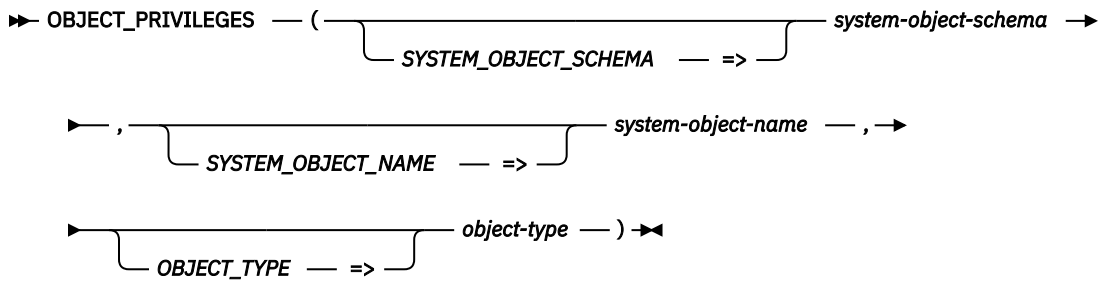 OBJECT_PRIVILEGES ( system-object-schema
SYSTEM_OBJECT_SCHEMA =>
, system-object-name ,
SYSTEM_OBJECT_NAME =>
object-type )
OBJECT_TYPE =>